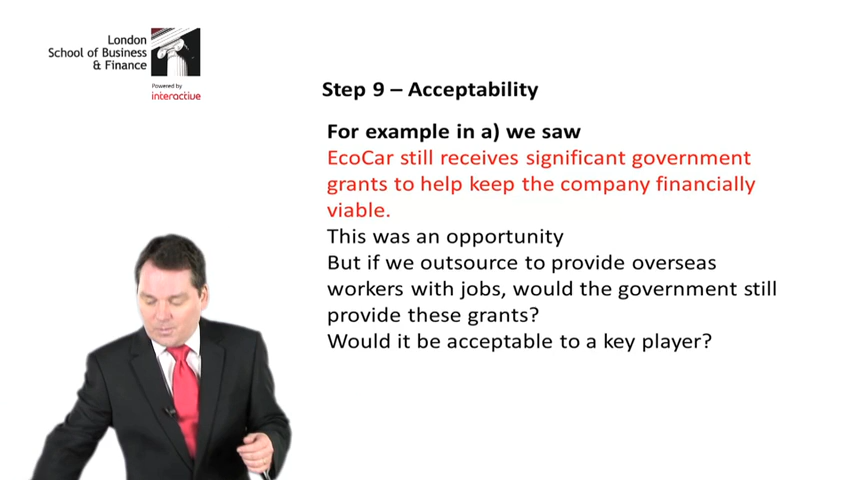 London
School of Business
& Finance
Powered by
interactive
Step 9 – Acceptability
For example in a) we saw
EcoCar still receives significant government
grants to help keep the company financially
viable.
This was an opportunity
But if we outsource to provide overseas
workers with jobs, would the government still
provide these grants?
Would it be acceptable to a key player?